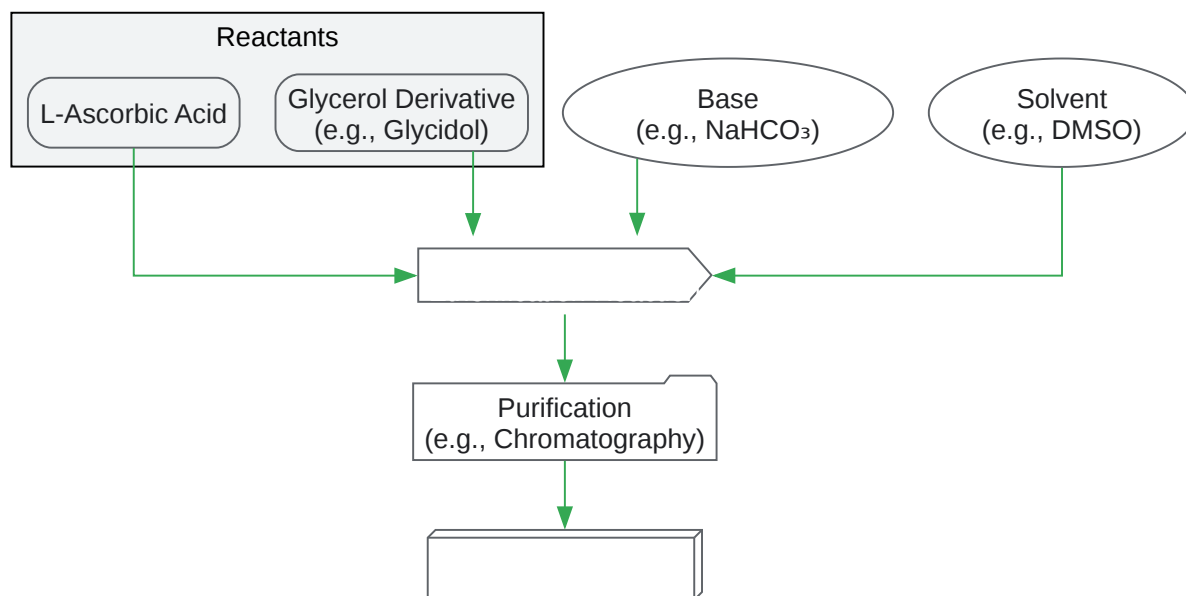 Reactants
L-Ascorbic Acid
Glycerol Derivative
(e.g., Glycidol)
Base
(e.g., NaHCO₃)
Solvent
(e.g., DMSO)
Purification
(e.g., Chromatography)